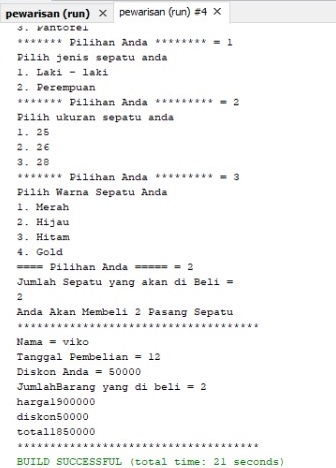 pewarisan (run) × pewarisan (run) #4 ×
3. Pantofel
******* Pilihan Anda ******** = 1
Pilih jenis sepatu anda
1. Laki - laki
2. Perempuan
******* Pilihan Anda ********* = 2
Pilih ukuran sepatu anda
1. 25
2. 26
3. 28
******* Pilihan Anda ********* = 3
Pilih Warna Sepatu Anda
1. Merah
2. Hijau
3. Hitam
4. Gold
==== Pilihan Anda ===== = 2
Jumlah Sepatu yang akan di Beli =
2
Anda Akan Membeli 2 Pasang Sepatu
*************************************
Nama = viko
Tanggal Pembelian = 12
Diskon Anda = 50000
JumlahBarang yang di beli = 2
harga1900000
diskon50000
total1850000
*************************************
BUILD SUCCESSFUL (total time: 21 seconds)